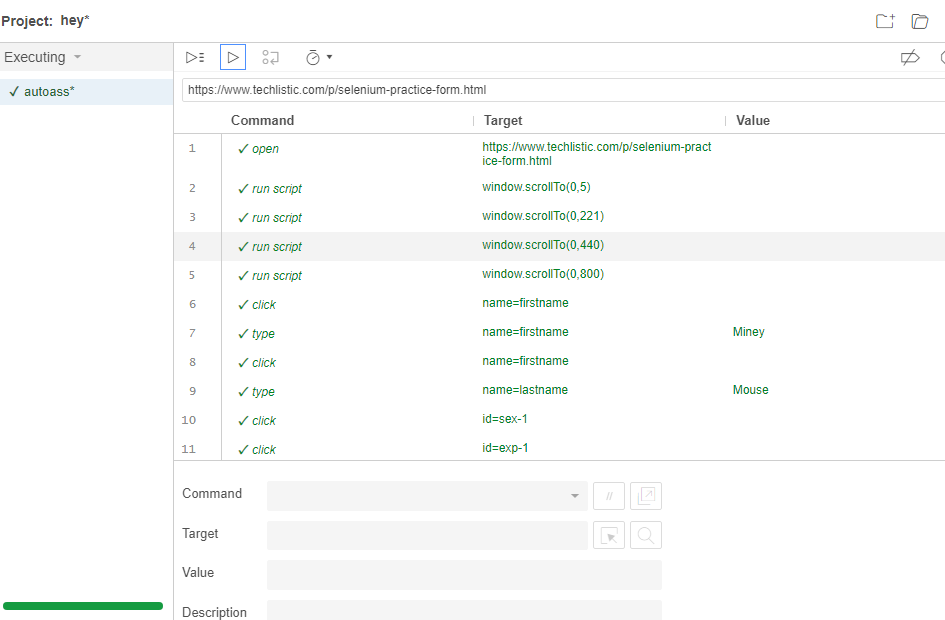 Project: hey*
Executing
✓ autoass*
https://www.techlistic.com/p/selenium-practice-form.html
Command Target Value
1 ✓ open https://www.techlistic.com/p/selenium-pract
ice-form.html
2 ✓ run script window.scrollTo(0,5)
3 ✓ run script window.scrollTo(0,221)
4 ✓ run script window.scrollTo(0,440)
5 ✓ run script window.scrollTo(0,800)
6 ✓ click name=firstname
7 ✓ type name=firstname Miney
8 ✓ click name=firstname
9 ✓ type name=lastname Mouse
10 ✓ click id=sex-1
11 ✓ click id=exp-1
Command //
Target
Value
Description